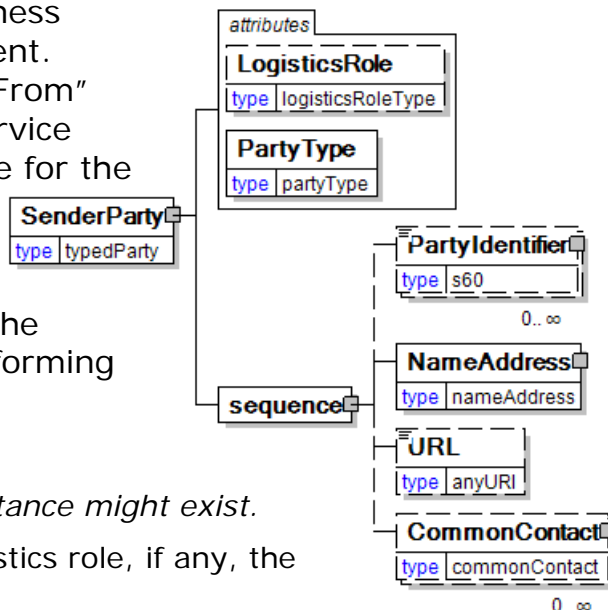 ness
ent.
From”
rvice
e for the
he
forming
tance might exist.
stics role, if any, the
attributes
LogisticsRole
type logisticsRoleType
PartyType
type partyType
SenderParty
type typedParty
sequence
PartyIdentifier
type s60
0..∞
NameAddress
type nameAddress
URL
type anyURI
CommonContact
type commonContact
0..∞